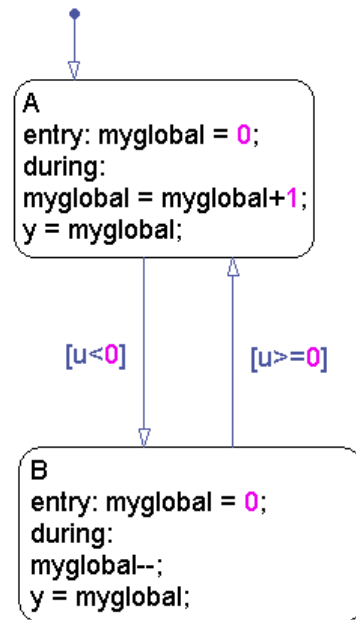 A
entry: myglobal = 0;
during:
myglobal = myglobal+1;
y = myglobal;
[u<0]
[u>=0]
B
entry: myglobal = 0;
during:
myglobal--;
y = myglobal;